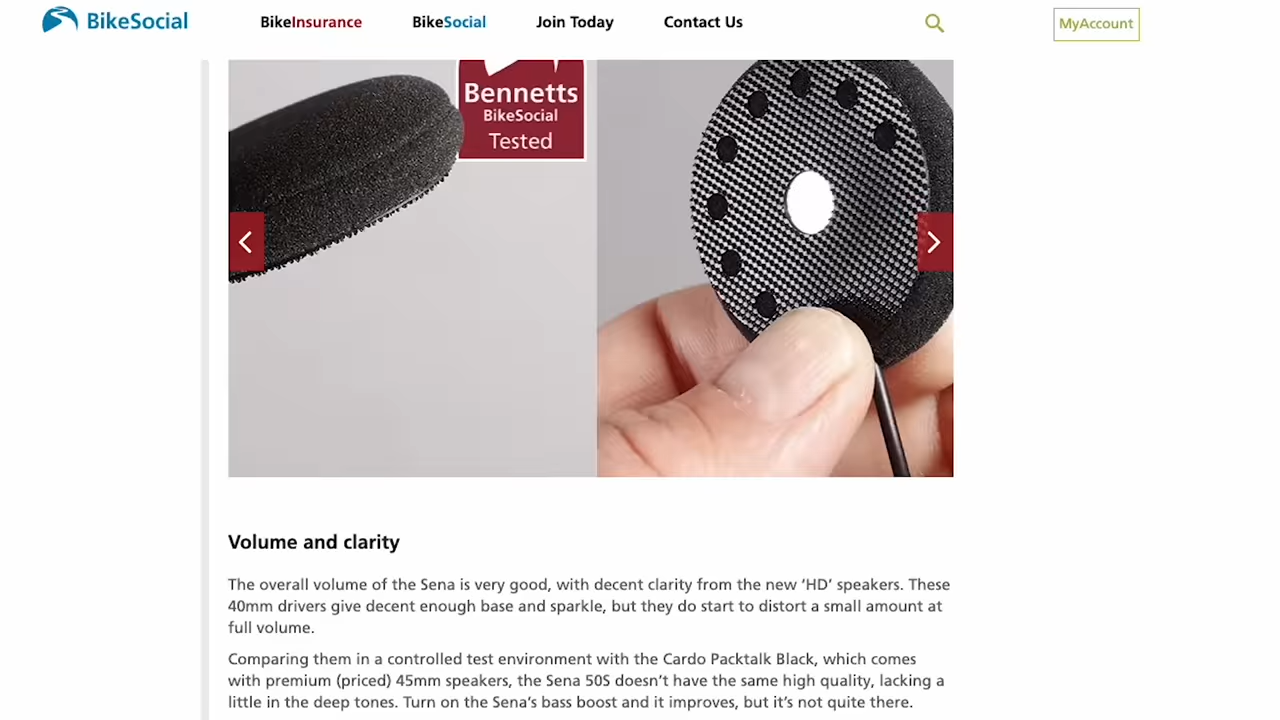 BikeSocial BikeInsurance BikeSocial Join Today Contact Us MyAccount
Bennetts
BikeSocial
Tested
Volume and clarity
The overall volume of the Sena is very good, with decent clarity from the new ‘HD’ speakers. These
40mm drivers give decent enough base and sparkle, but they do start to distort a small amount at
full volume.
Comparing them in a controlled test environment with the Cardo Packtalk Black, which comes
with premium (priced) 45mm speakers, the Sena 50S doesn’t have the same high quality, lacking a
little in the deep tones. Turn on the Sena’s bass boost and it improves, but it’s not quite there.